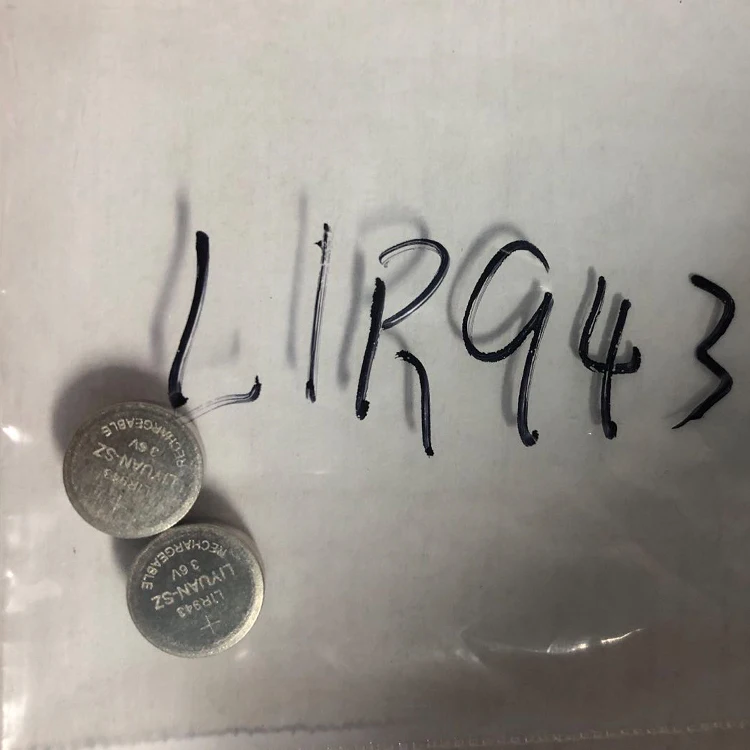 LIR943
RECHARGEABLE
3.6V
LIYUAN-SZ
LIR943
+
RECHARGEABLE
3.6V
LIYUAN-SZ
LIR943
+